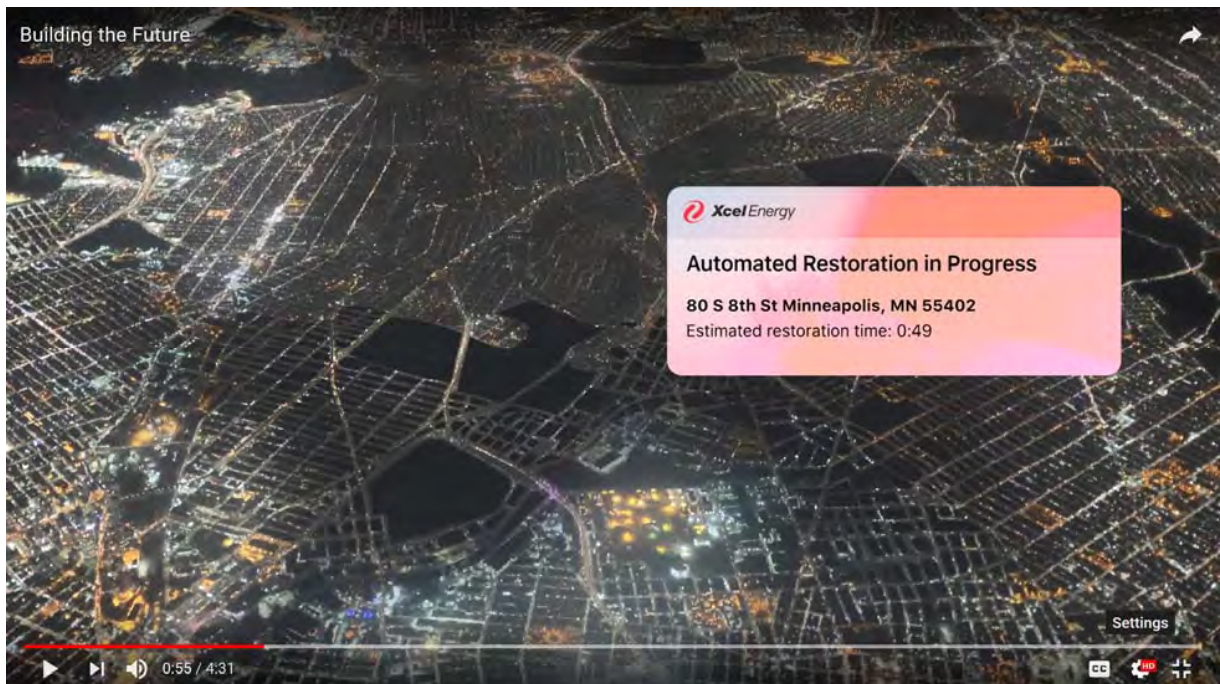 Building the Future
Xcel Energy
Automated Restoration in Progress
80 S 8th St Minneapolis, MN 55402
Estimated restoration time: 0:49
Settings
0:55 / 4:31
CC
HD